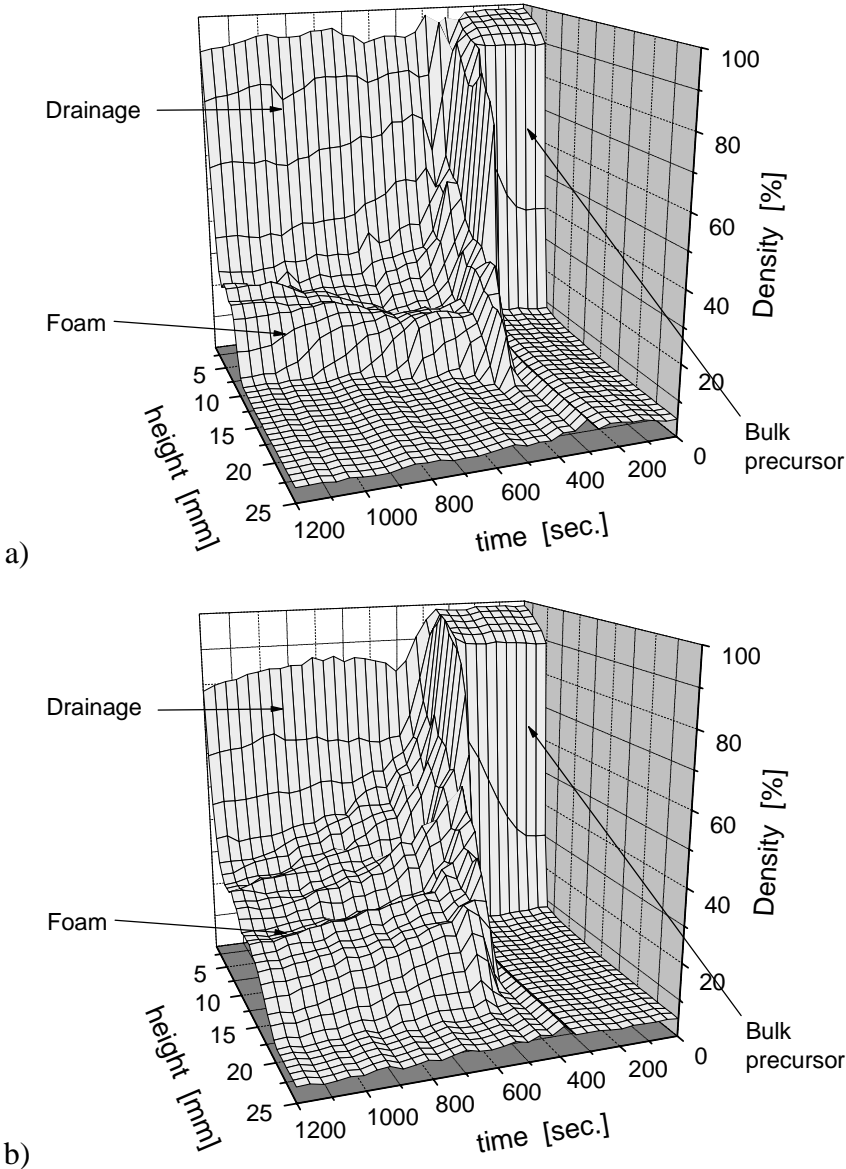 100
80
60
40
20
0
Density [%]
Drainage
Foam
Bulk
precursor
5
10
15
20
25
height [mm]
1200
1000
800
600
400
200
time [sec.]
a)
100
80
60
40
20
0
Density [%]
Drainage
Foam
Bulk
precursor
5
10
15
20
25
height [mm]
1200
1000
800
600
400
200
time [sec.]
b)